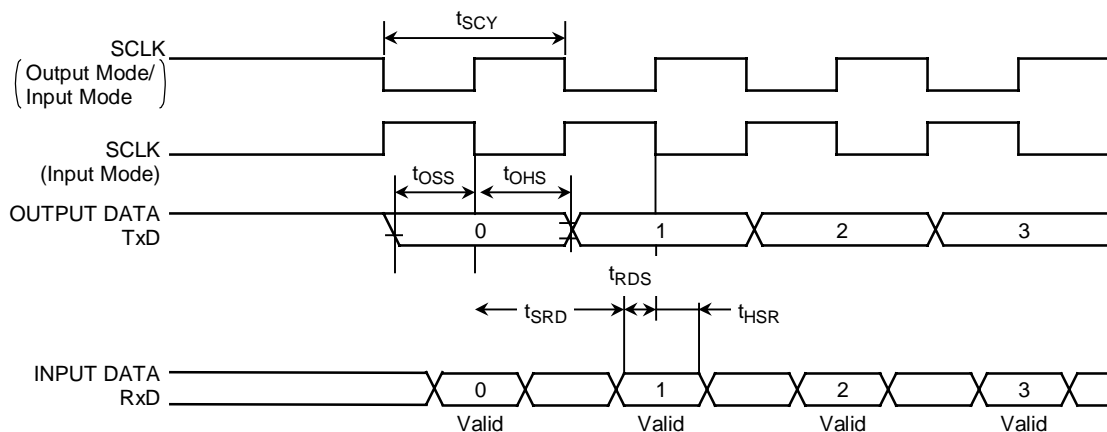 tSCY
SCLK
(Output Mode/
Input Mode)
SCLK
(Input Mode)
tOSS
tOHS
OUTPUT DATA
TxD
0
1
2
3
tRDS
tSRD
tHSR
INPUT DATA
RxD
0
1
2
3
Valid
Valid
Valid
Valid